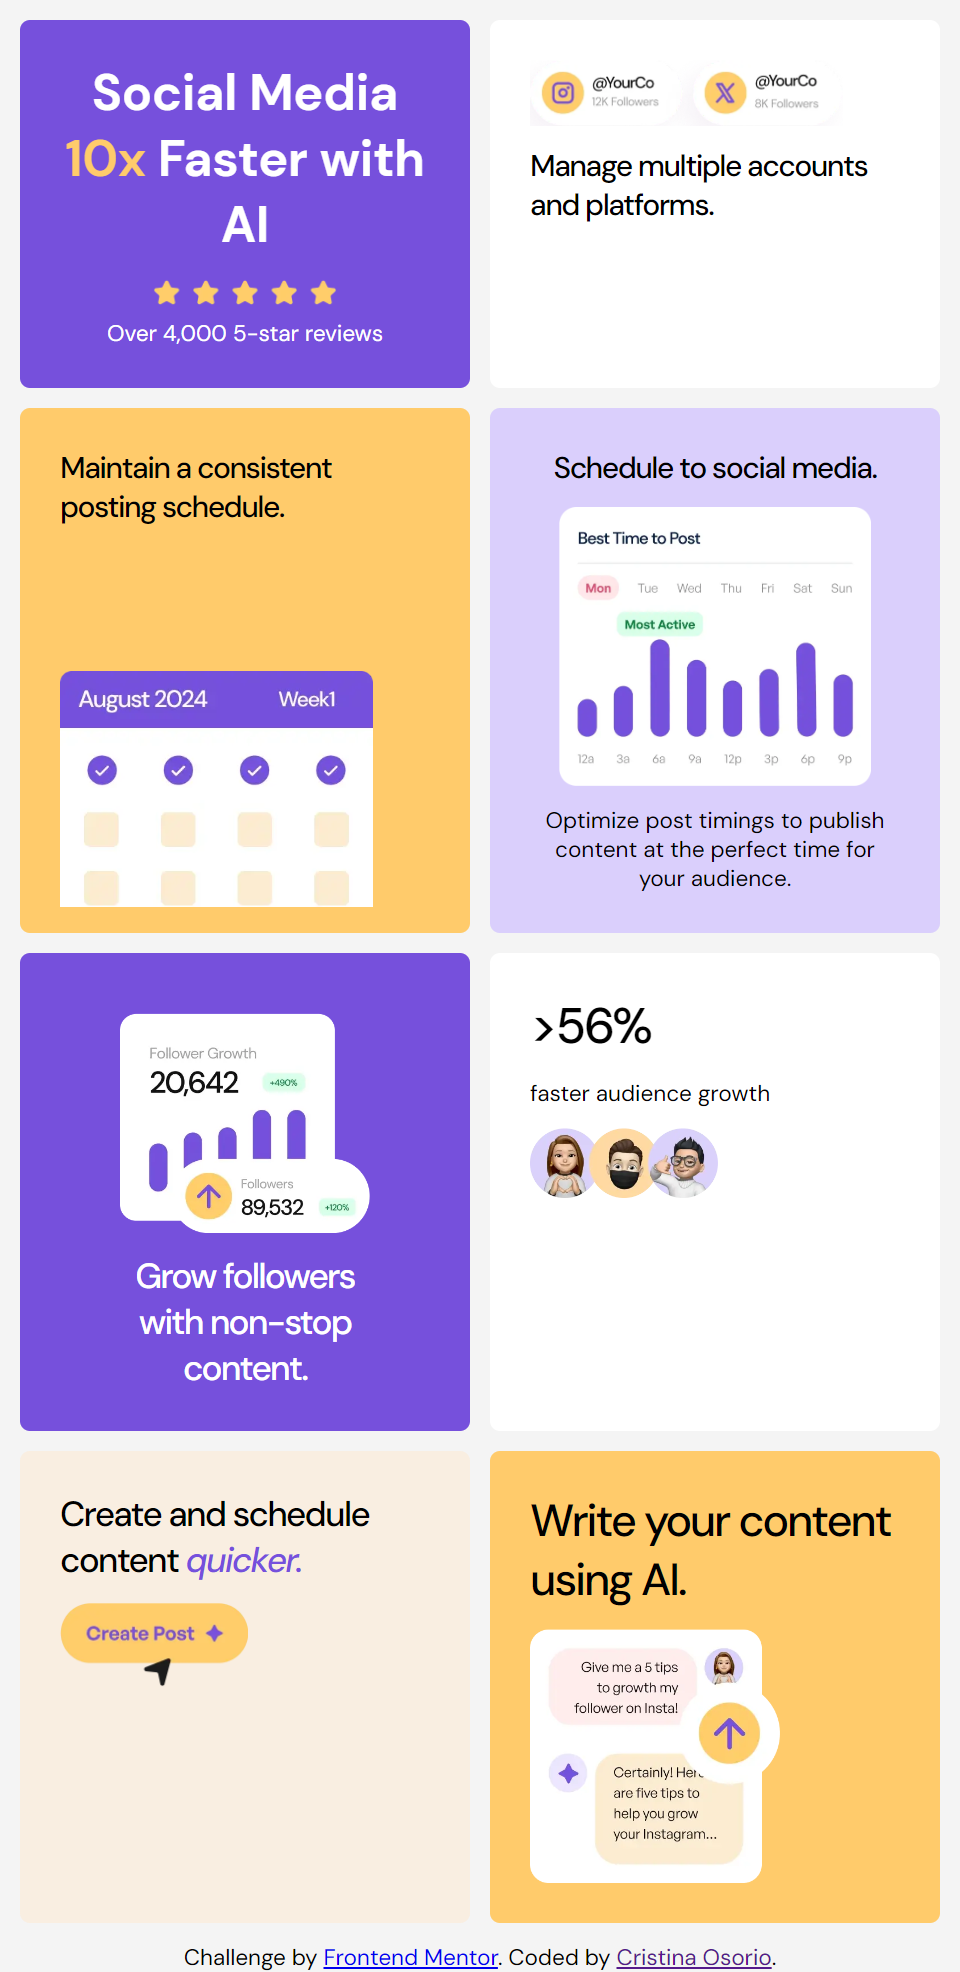 Social Media
10x Faster with
AI
Over 4,000 5-star reviews
@YourCo
12K Followers
@YourCo
8K Followers
Manage multiple accounts
and platforms.
Maintain a consistent
posting schedule.
August 2024 Week1
Schedule to social media.
Best Time to Post
Mon Tue Wed Thu Fri Sat Sun
Most Active
12a 3a 6a 9a 12p 3p 6p 9p
Optimize post timings to publish
content at the perfect time for
your audience.
Follower Growth
20,642 +490%
Followers
89,532 +120%
Grow followers
with non-stop
content.
>56%
faster audience growth
Create and schedule
content quicker.
Create Post
Write your content
using AI.
Give me a 5 tips
to growth my
follower on Insta!
Certainly! Here
are five tips to
help you grow
your Instagram...
Challenge by Frontend Mentor. Coded by Cristina Osorio.